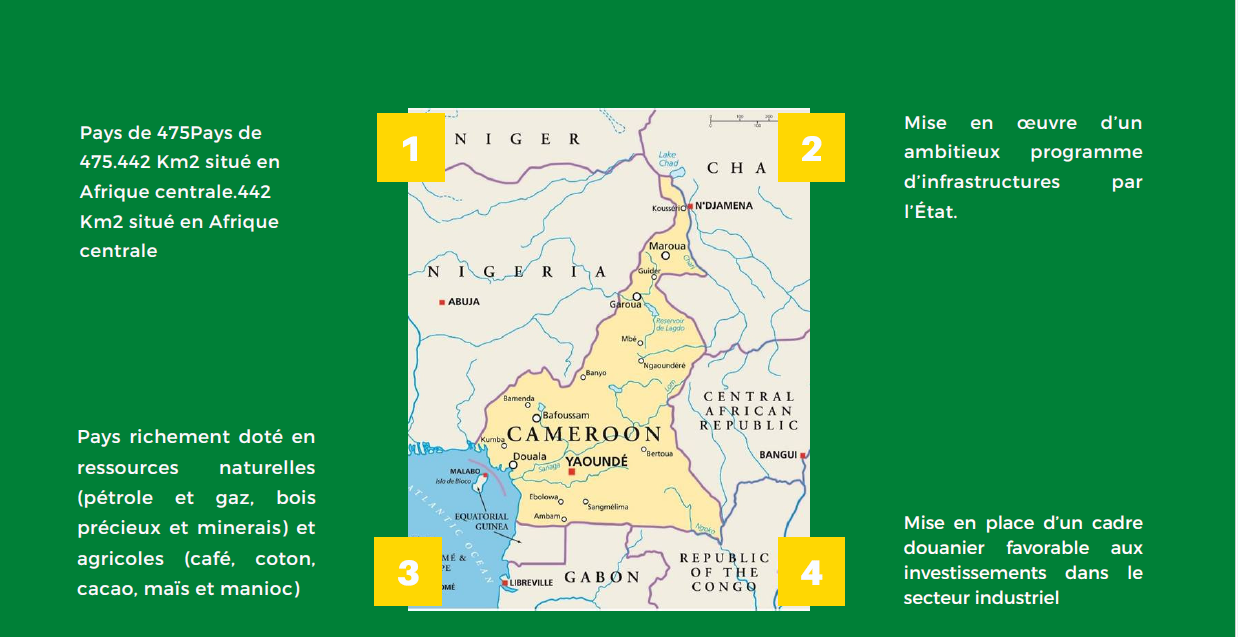 1
Pays de 475Pays de
475.442 Km2 situé en
Afrique centrale.442
Km2 situé en Afrique
centrale
2
Mise en œuvre d’un
ambitieux programme
d’infrastructures par
l’État.
3
Pays richement doté en
ressources naturelles
(pétrole et gaz, bois
précieux et minerais) et
agricoles (café, coton,
cacao, maïs et manioc)
4
Mise en place d’un cadre
douanier favorable aux
investissements dans le
secteur industriel
NIGER
Lake
Chad
CHA
Kousséri
N'DJAMENA
Maroua
Chari
Guider
NIGERIA
ABUJA
Garoua
Reservoir
de Lagdo
Mbé
Ngaoundéré
Banyo
Lom
Bamenda
Bafoussam
CENTRAL
AFRICAN
REPUBLIC
Kumba
CAMEROON
Bertoua
BANGUI
Douala
YAOUNDÉ
Sanaga
MALABO
Isla de Bioco
Ebolowa
Sangmélima
Ambam
EQUATORIAL
GUINEA
ATLANTIC OCEAN
Ngoko
MÉ &
PE
OMÉ
LIBREVILLE
GABON
REPUBLIC
OF THE
CONGO